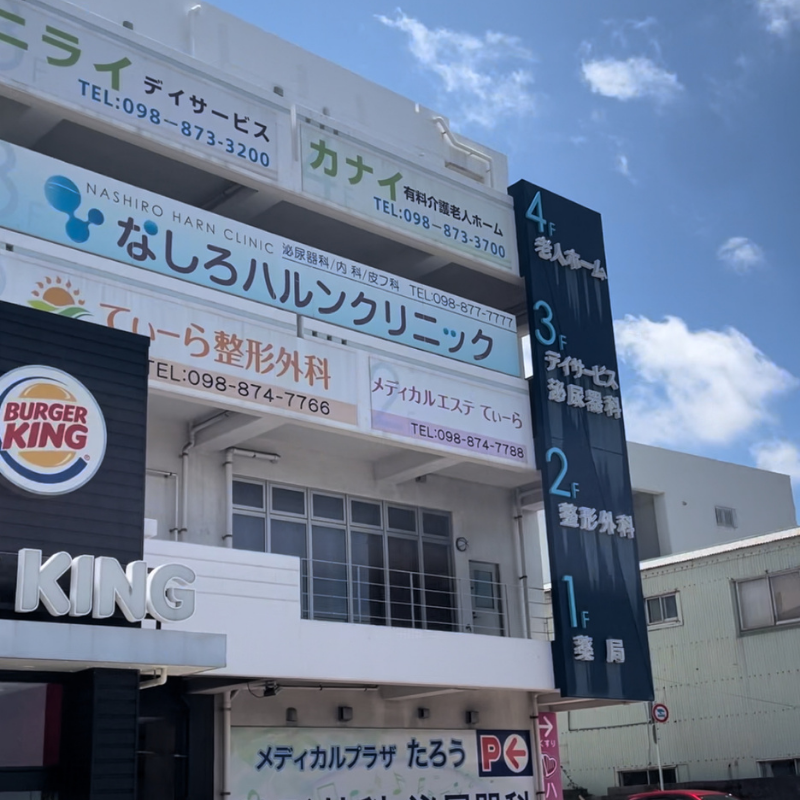 ニライ デイサービス
TEL:098-873-3200
カナイ 有料介護老人ホーム
TEL:098-873-3700
NASHIRO HARN CLINIC 泌尿器科/内 科/皮フ科 TEL:098-877-7777
なしろハルンクリニック
てぃーら整形外科
TEL:098-874-7766
メディカルエステ てぃーら
TEL:098-874-7788
4F
老人ホーム
3F
デイサービス
泌尿器科
2F
整形外科
1F
薬 局
BURGER
KING
®
KING
メディカルプラザ たろう P